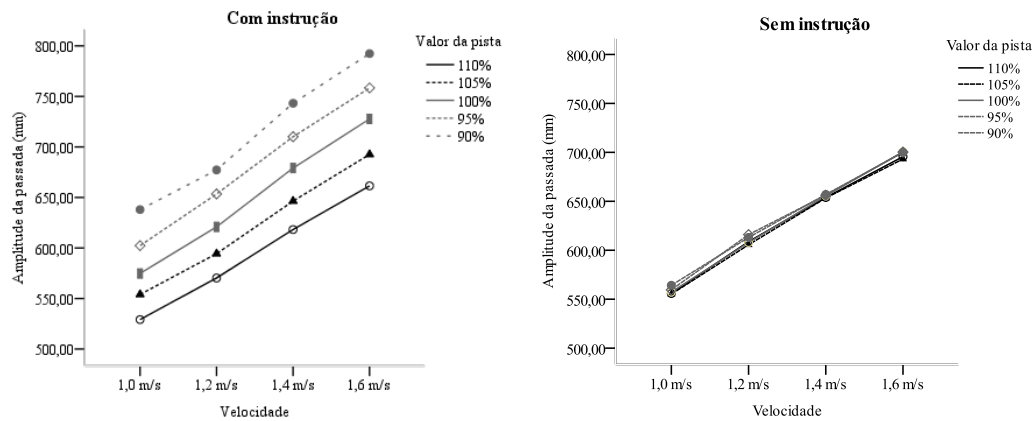 Com instrução
Valor da pista
110%
105%
100%
95%
90%
Amplitude da passada (mm)
800,00
750,00
700,00
650,00
600,00
550,00
500,00
1,0 m/s
1,2 m/s
1,4 m/s
1,6 m/s
Velocidade
Sem instrução
Valor da pista
110%
105%
100%
95%
90%
Amplitude da passada (mm)
800,00
700,00
650,00
600,00
550,00
500,00
1,0 m/s
1,2 m/s
1,4 m/s
1,6 m/s
Velocidade